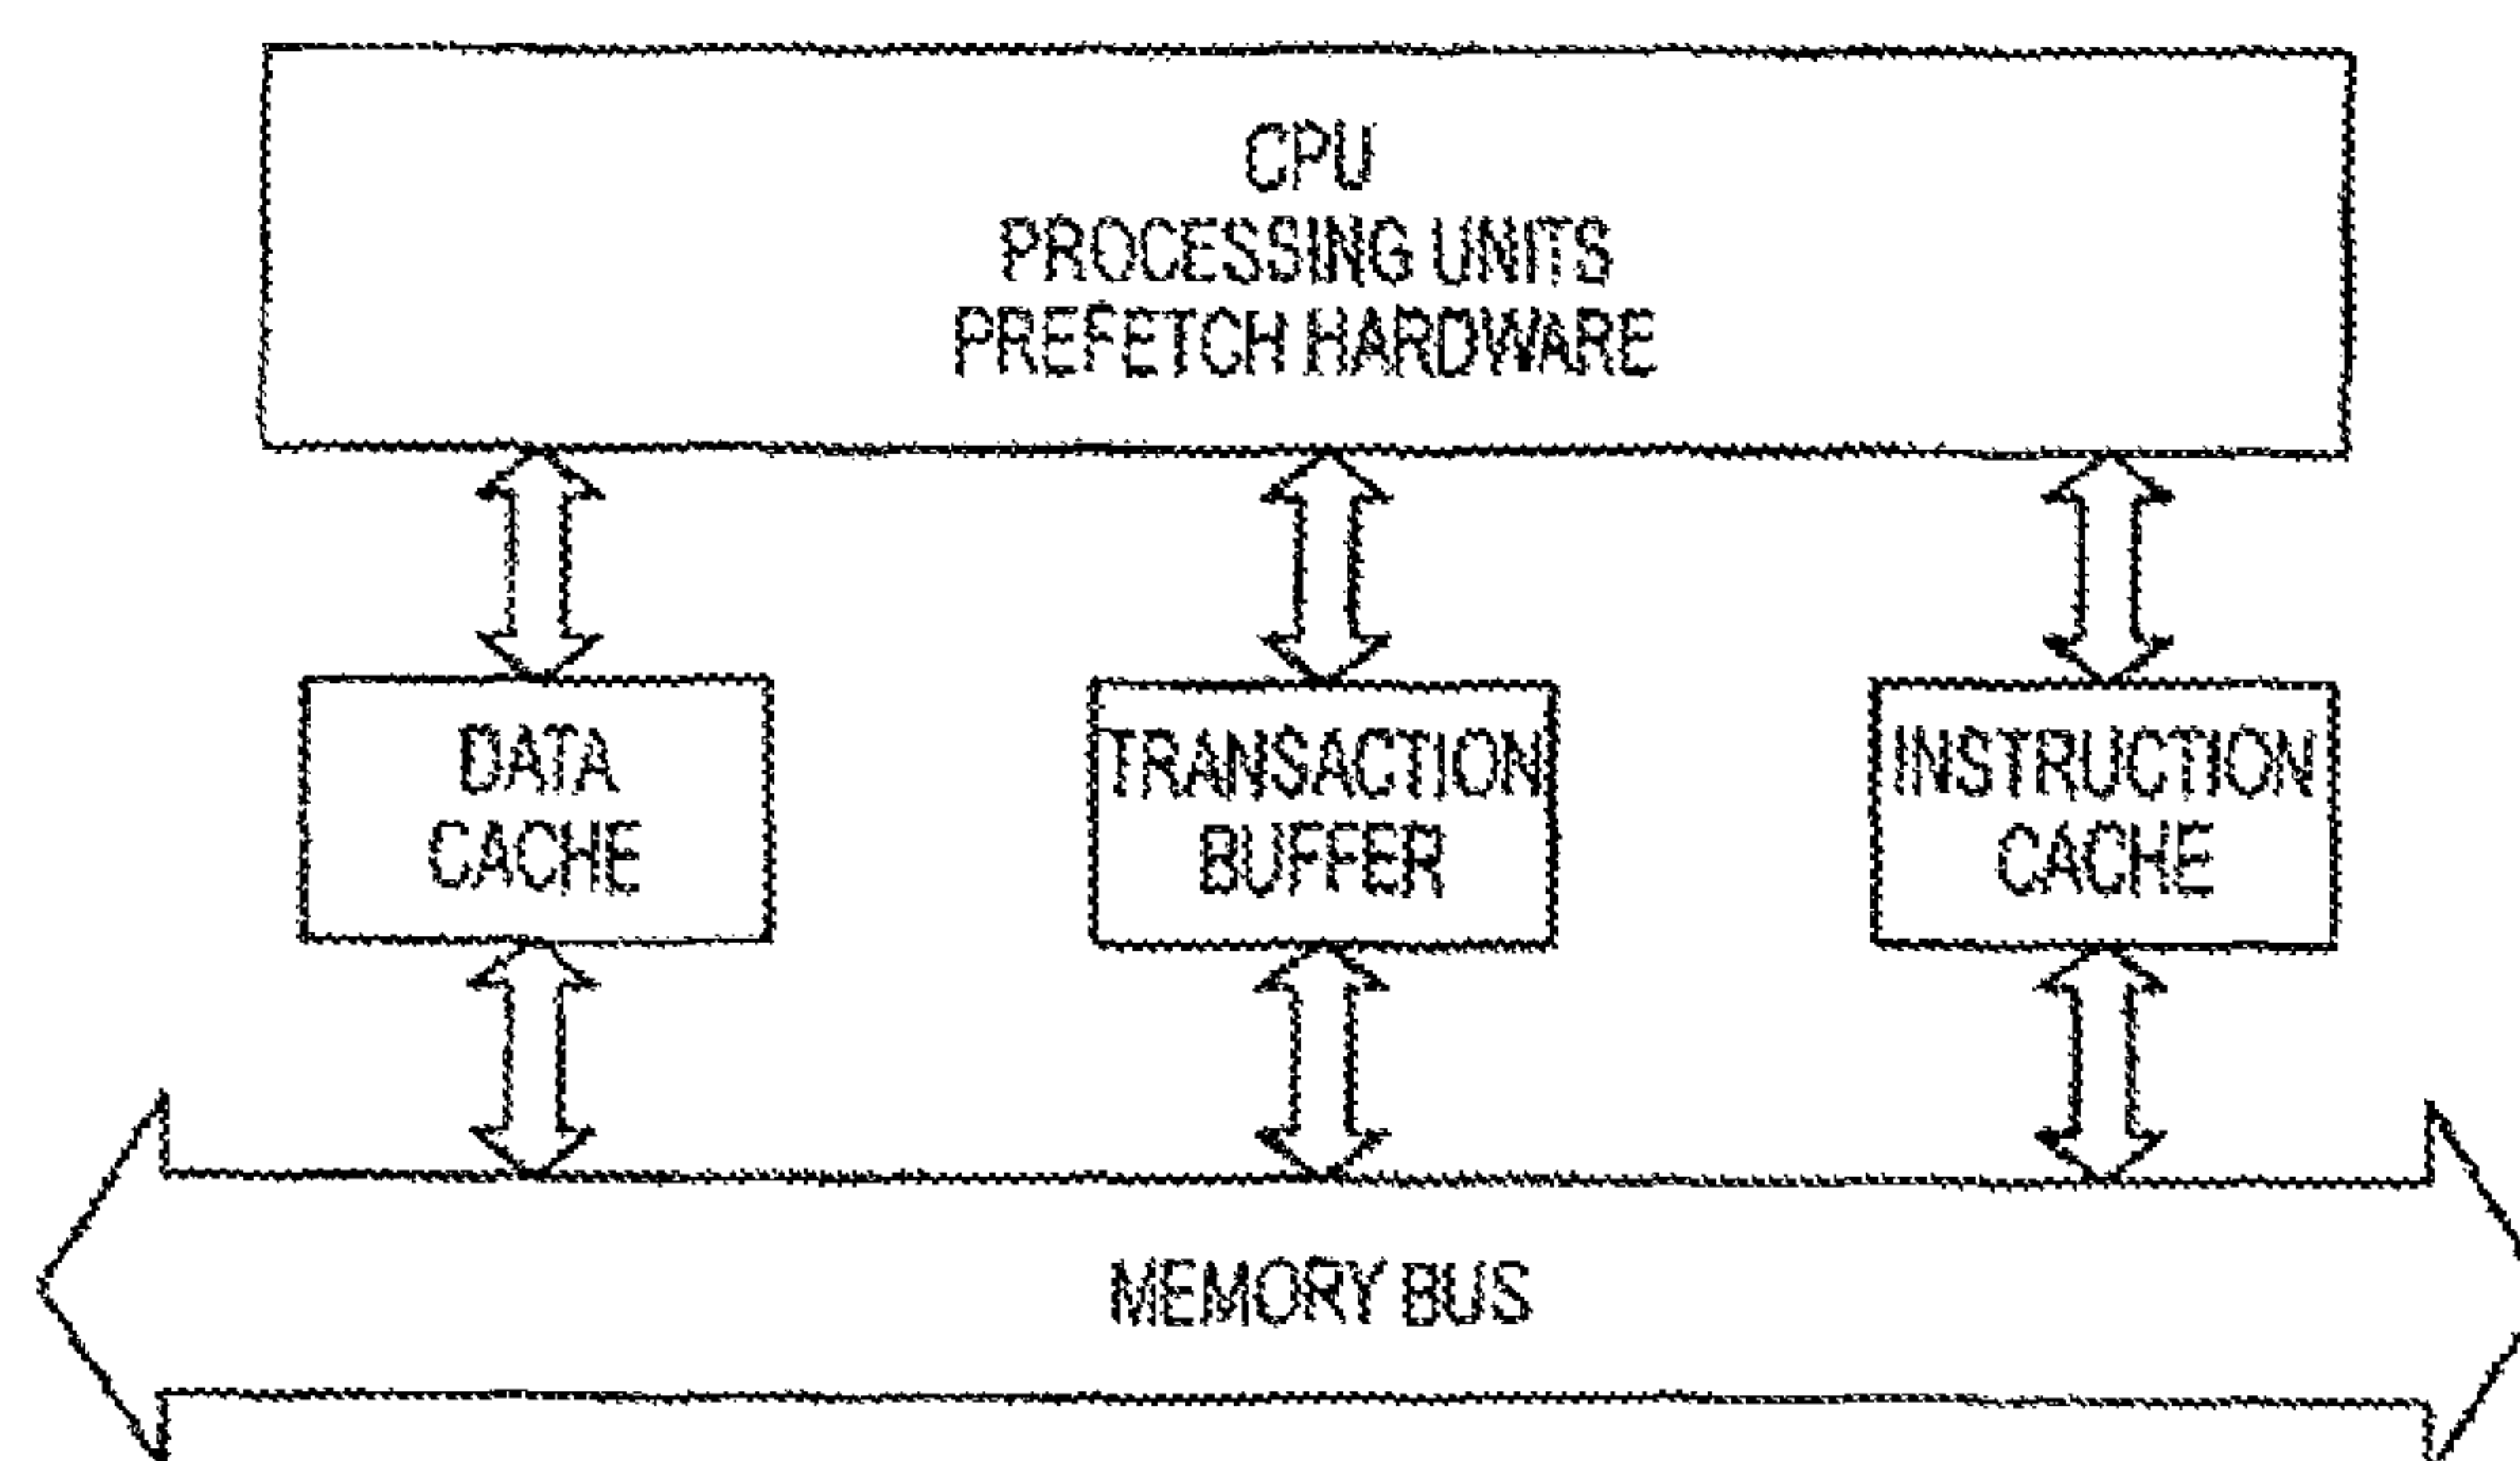 CPU
PROCESSING UNITS
PREFETCH HARDWARE
DATA
CACHE
TRANSACTION
BUFFER
INSTRUCTION
CACHE
MEMORY BUS